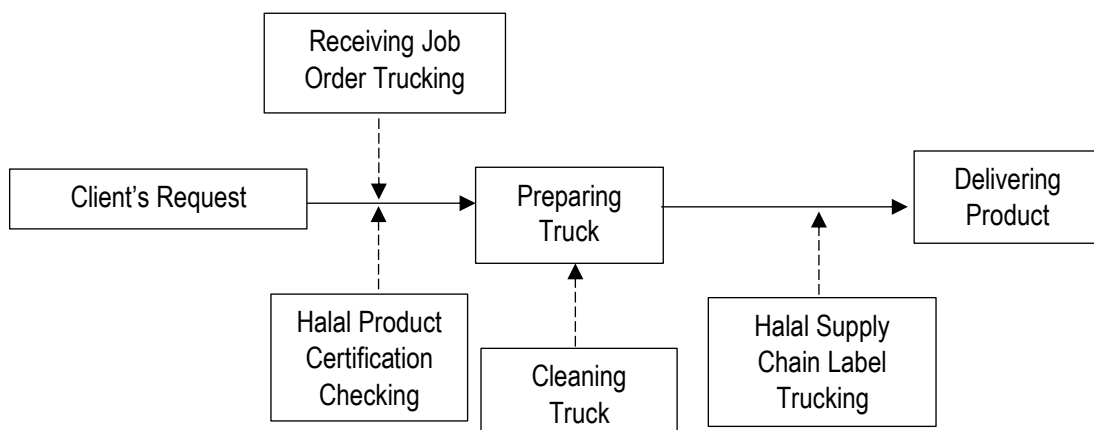 Receiving Job
Order Trucking
Client’s Request
Preparing
Truck
Delivering
Product
Halal Product
Certification
Checking
Cleaning
Truck
Halal Supply
Chain Label
Trucking